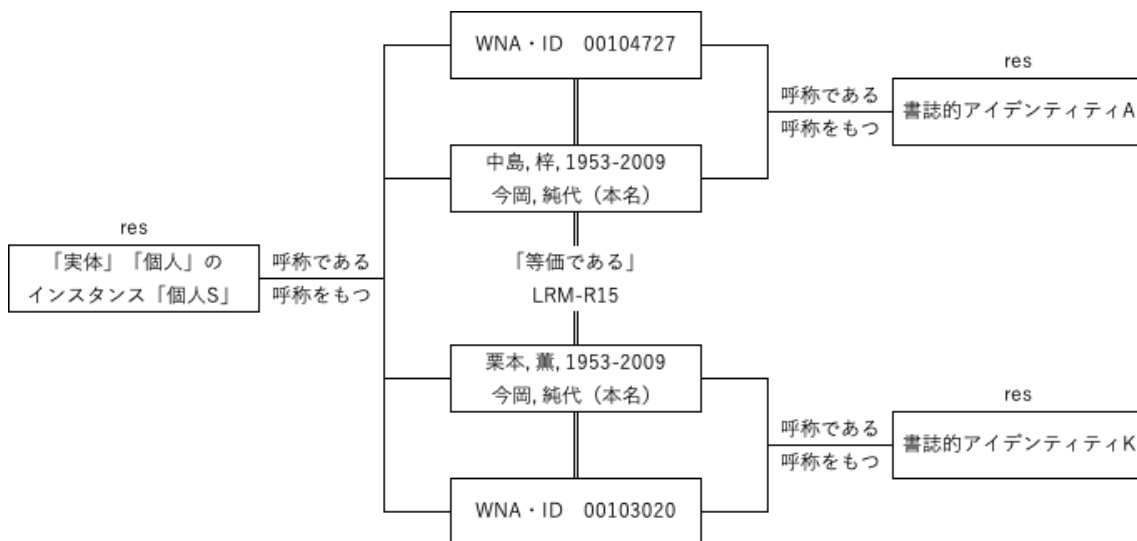 WNA・ID　00104727
res
呼称である
呼称をもつ
書誌的アイデンティティA
中島, 梓, 1953-2009
今岡, 純代（本名）
res
「実体」「個人」の
インスタンス「個人S」
呼称である
呼称をもつ
「等価である」
LRM-R15
栗本, 薫, 1953-2009
今岡, 純代（本名）
res
呼称である
呼称をもつ
書誌的アイデンティティK
WNA・ID　00103020